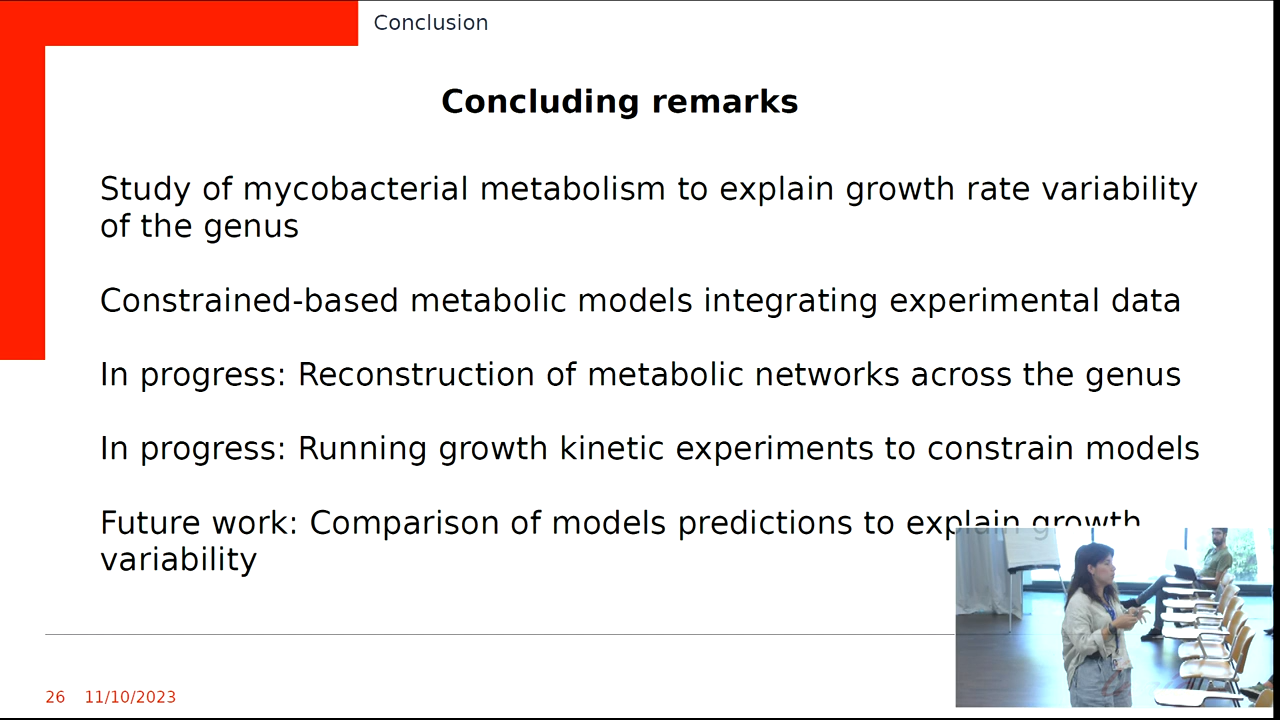 Conclusion
Concluding remarks
Study of mycobacterial metabolism to explain growth rate variability
of the genus
Constrained-based metabolic models integrating experimental data
In progress: Reconstruction of metabolic networks across the genus
In progress: Running growth kinetic experiments to constrain models
Future work: Comparison of models predictions to explain growth
variability
26 11/10/2023